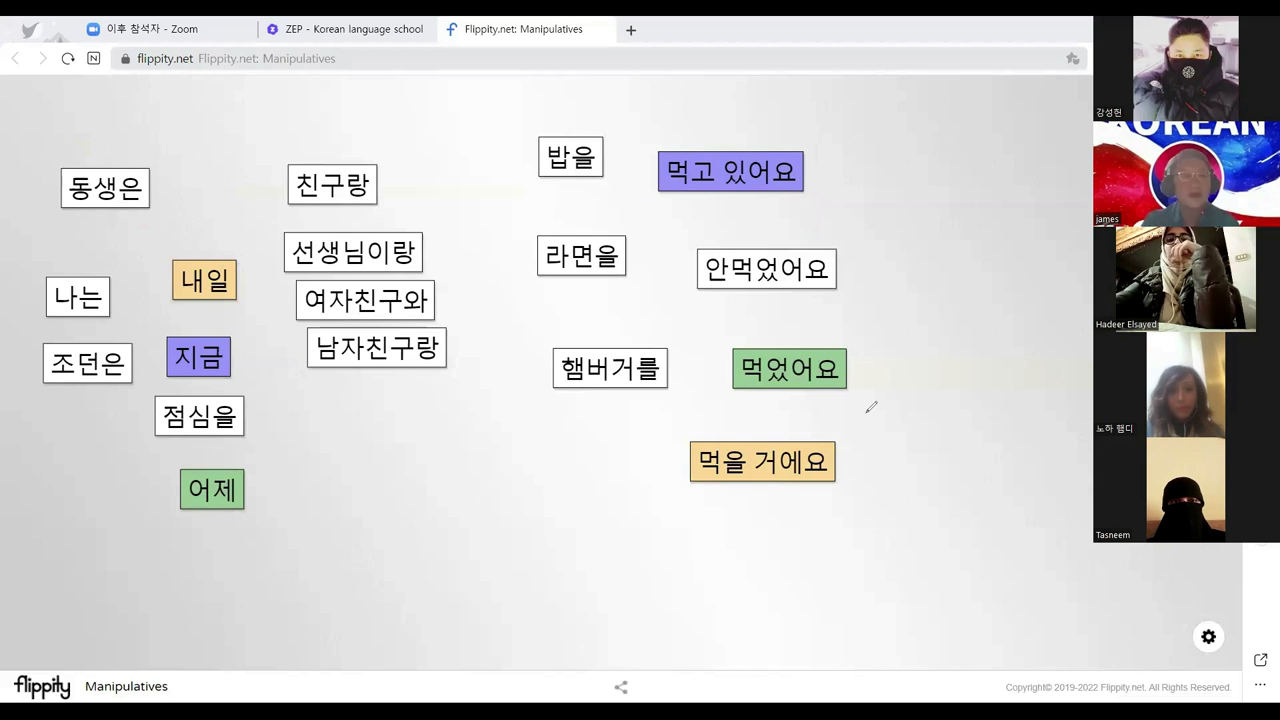 이후 참석자 - Zoom
ZEP - Korean language school
Flippity.net: Manipulatives
flippity.net Flippity.net: Manipulatives
동생은
친구랑
밥을
먹고 있어요
나는
내일
선생님이랑
라면을
안먹었어요
여자친구와
조던은
지금
남자친구랑
햄버거를
먹었어요
점심을
먹을 거에요
어제
강성헌
KOREAN
james
Hadeer Elsayed
노하 햄디
Tasneem
flippity
Manipulatives
Copyright© 2019-2022 Flippity.net. All Rights Reserved.